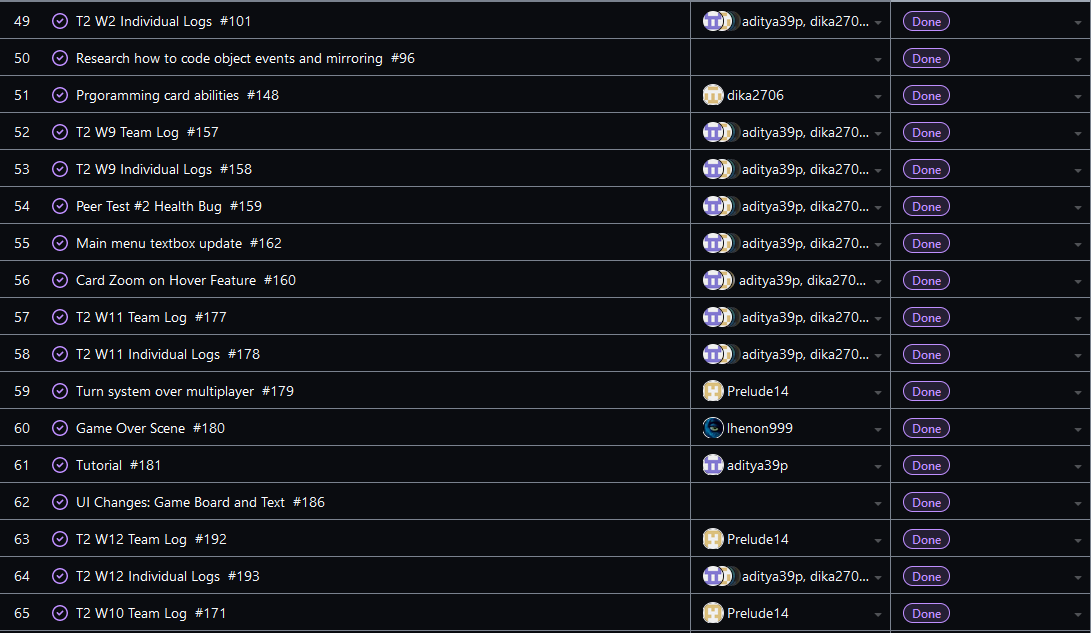 49 T2 W2 Individual Logs #101 aditya39p, dika270... Done
50 Research how to code object events and mirroring #96 Done
51 Prgoramming card abilities #148 dika2706 Done
52 T2 W9 Team Log #157 aditya39p, dika270... Done
53 T2 W9 Individual Logs #158 aditya39p, dika270... Done
54 Peer Test #2 Health Bug #159 aditya39p, dika270... Done
55 Main menu textbox update #162 aditya39p, dika270... Done
56 Card Zoom on Hover Feature #160 aditya39p, dika270... Done
57 T2 W11 Team Log #177 aditya39p, dika270... Done
58 T2 W11 Individual Logs #178 aditya39p, dika270... Done
59 Turn system over multiplayer #179 Prelude14 Done
60 Game Over Scene #180 lhenon999 Done
61 Tutorial #181 aditya39p Done
62 UI Changes: Game Board and Text #186 Done
63 T2 W12 Team Log #192 Prelude14 Done
64 T2 W12 Individual Logs #193 aditya39p, dika270... Done
65 T2 W10 Team Log #171 Prelude14 Done